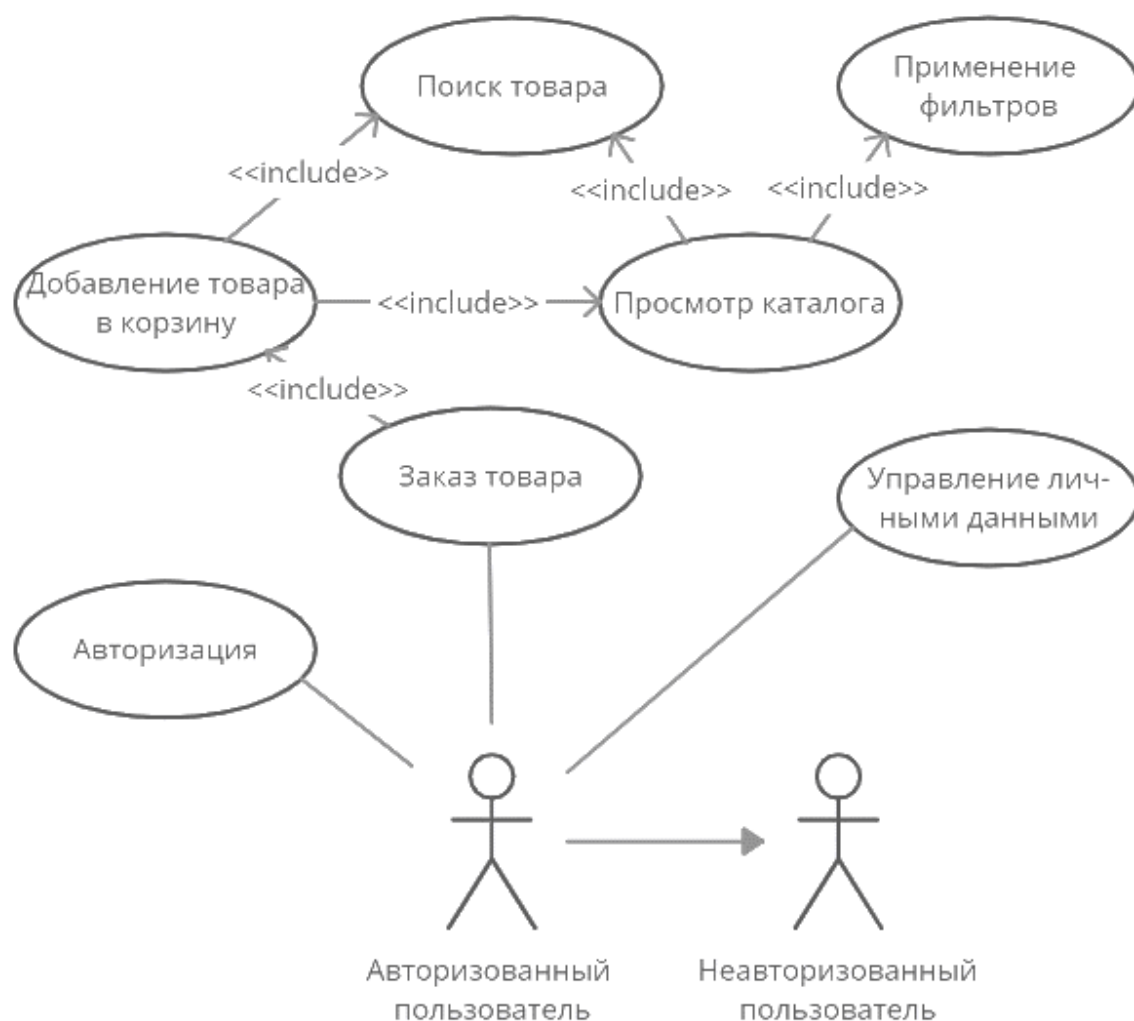 Поиск товара
Применение
фильтров
<<include>>
<<include>>
<<include>>
Добавление товара
в корзину
<<include>>
Просмотр каталога
<<include>>
Заказ товара
Управление лич-
ными данными
Авторизация
Авторизованный
пользователь
Неавторизованный
пользователь